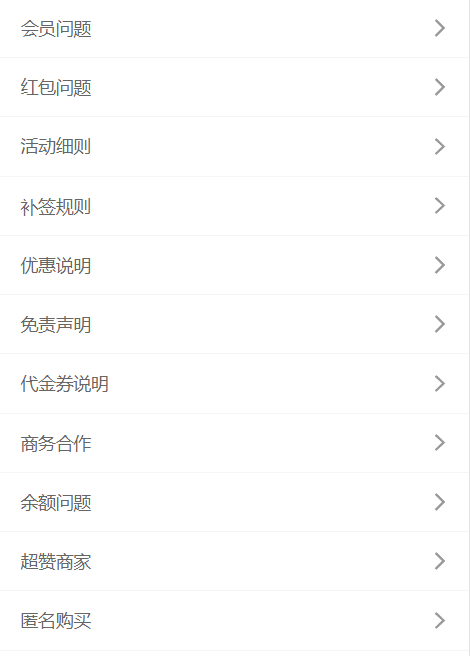 会员问题
红包问题
活动细则
补签规则
优惠说明
免责声明
代金券说明
商务合作
余额问题
超赞商家
匿名购买